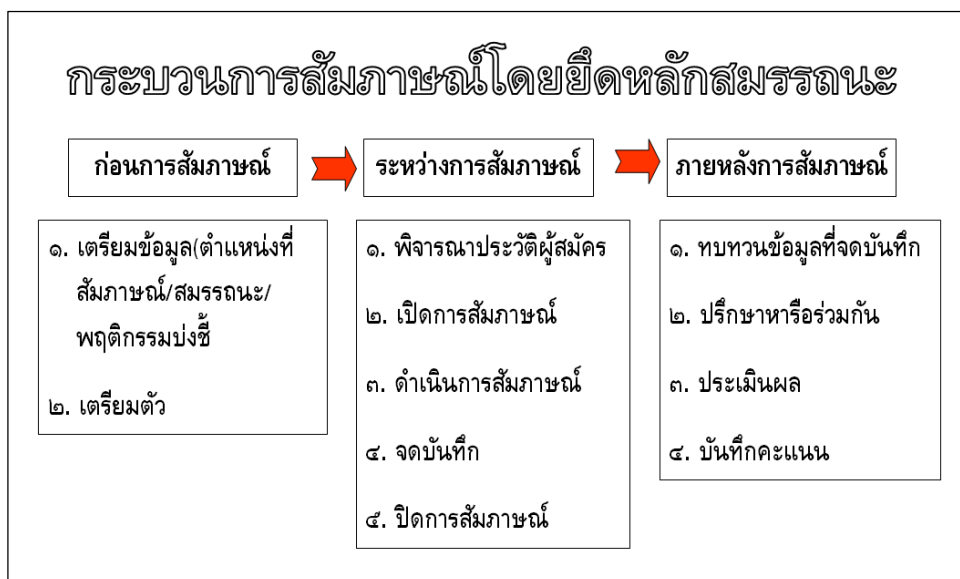 กระบวนการสัมภาษณ์โดยยึดหลักสมรรถนะ
ก่อนการสัมภาษณ์
๑. เตรียมข้อมูล(ตำแหน่งที่
สัมภาษณ์/สมรรถนะ/
พฤติกรรมบ่งชี้
๒. เตรียมตัว
ระหว่างการสัมภาษณ์
๑. พิจารณาประวัติผู้สมัคร
๒. เปิดการสัมภาษณ์
๓. ดำเนินการสัมภาษณ์
๔. จดบันทึก
๕. ปิดการสัมภาษณ์
ภายหลังการสัมภาษณ์
๑. ทบทวนข้อมูลที่จดบันทึก
๒. ปรึกษาหารือร่วมกัน
๓. ประเมินผล
๔. บันทึกคะแนน